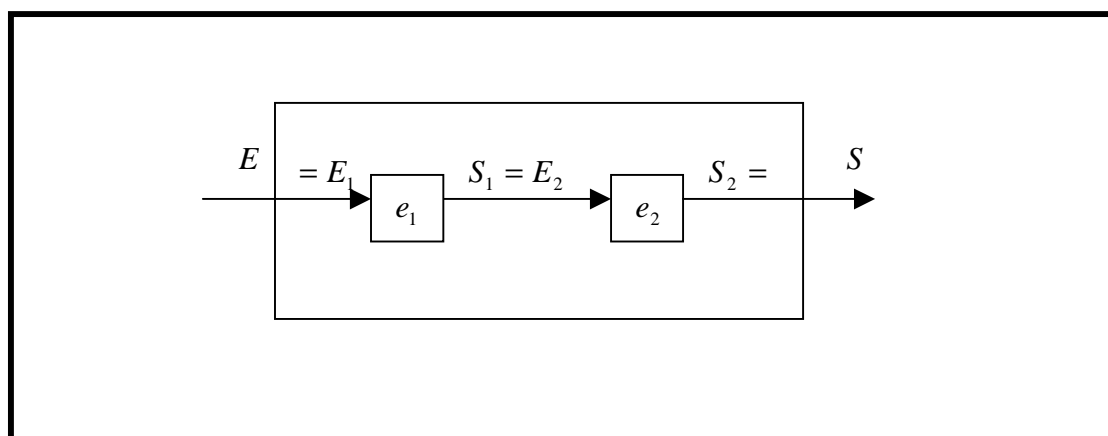 E = E₁ S₁ = E₂ S₂ = S
e₁ e₂